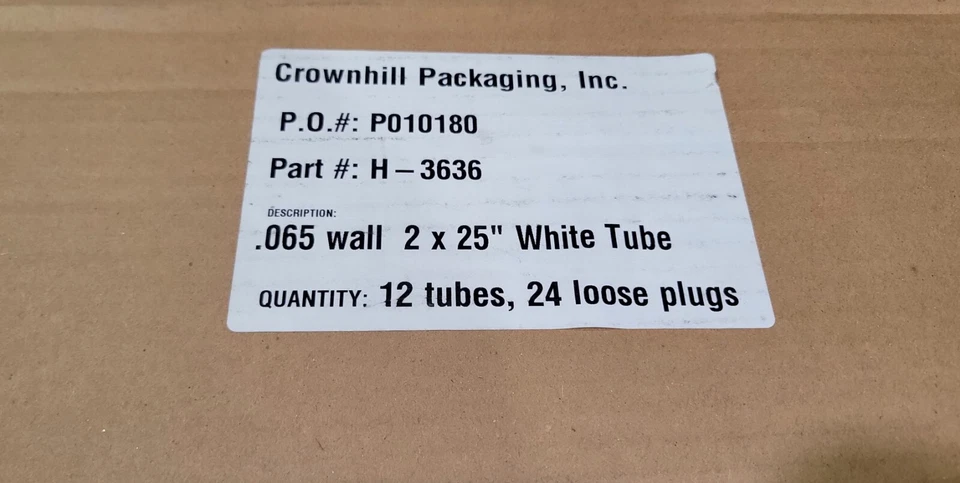 Crownhill Packaging, Inc.
P.O.#: P010180
Part #: H – 3636
DESCRIPTION:
.065 wall 2 x 25" White Tube
QUANTITY: 12 tubes, 24 loose plugs